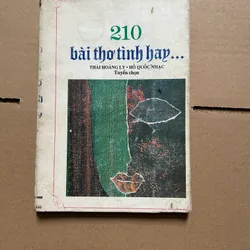 210
bài thơ tình hay...
THÁI HOÀNG LY - HỒ QUỐC NHẠC
Tuyển chọn